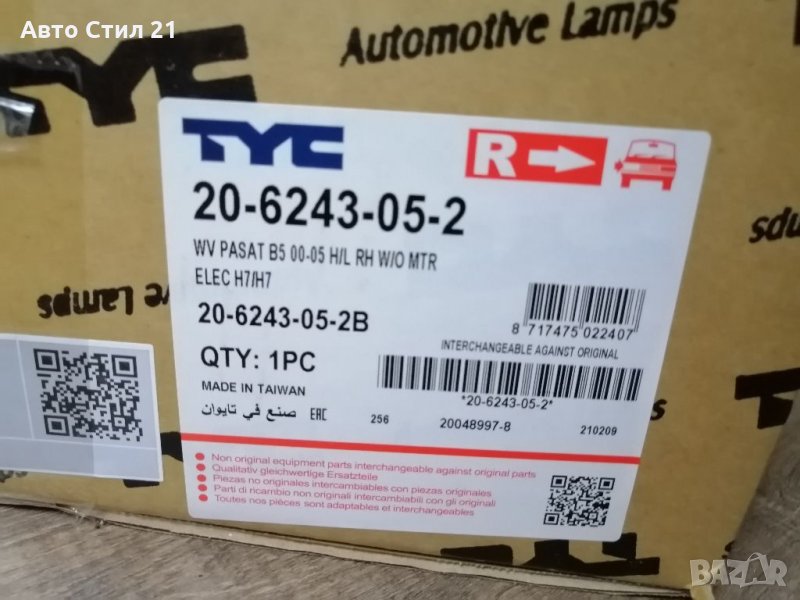 Авто Стил 21
TYC
Automotive Lamps
TYC
R
20-6243-05-2
WV PASAT B5 00-05 H/L RH W/O MTR
ELEC H7/H7
20-6243-05-2B
8 717475 022407
QTY: 1PC
INTERCHANGEABLE AGAINST ORIGINAL
MADE IN TAIWAN
*20-6243-05-2*
صنع في تايوان EAC 256 20048997-8 210209
Non original equipment parts interchangeable against original parts
Qualitativ gleichwertige Ersatzteile
Piezas no originales intercambiables con piezas originales
Parti di ricambio non originali intercambiabili con gli originali
Toutes nos pièces sont adaptables et interchangeables
Lamps
BAZAR